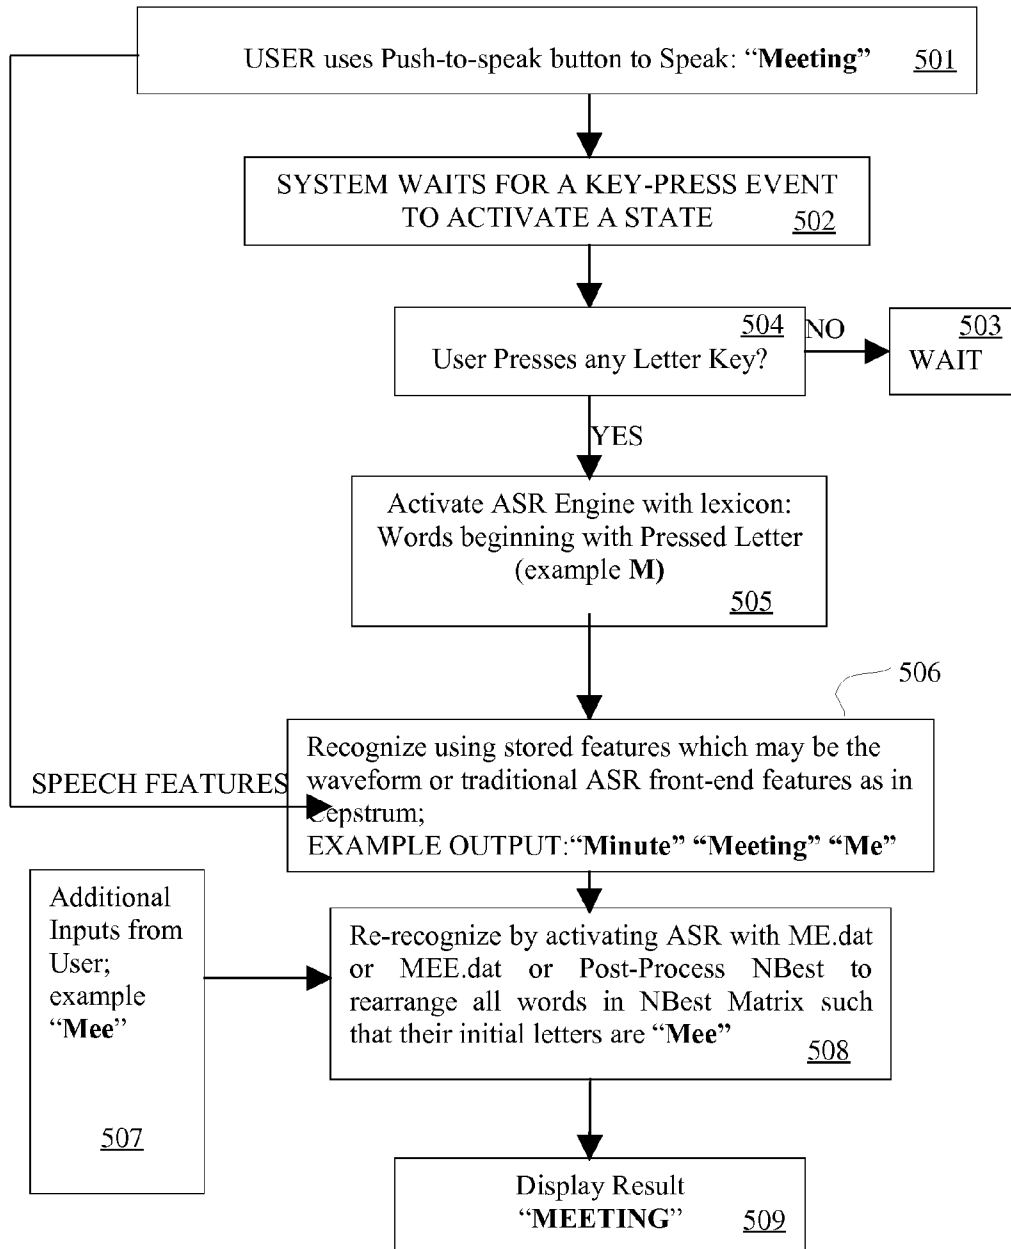 USER uses Push-to-speak button to Speak: “Meeting” 501
SYSTEM WAITS FOR A KEY-PRESS EVENT
TO ACTIVATE A STATE 502
504
User Presses any Letter Key?
NO
503
WAIT
YES
Activate ASR Engine with lexicon:
Words beginning with Pressed Letter
(example M)
505
506
Recognize using stored features which may be the
waveform or traditional ASR front-end features as in
Cepstrum;
EXAMPLE OUTPUT:“Minute” “Meeting” “Me”
SPEECH FEATURES
Additional
Inputs from
User;
example
“Mee”
507
Re-recognize by activating ASR with ME.dat
or MEE.dat or Post-Process NBest to
rearrange all words in NBest Matrix such
that their initial letters are “Mee”
508
Display Result
“MEETING” 509